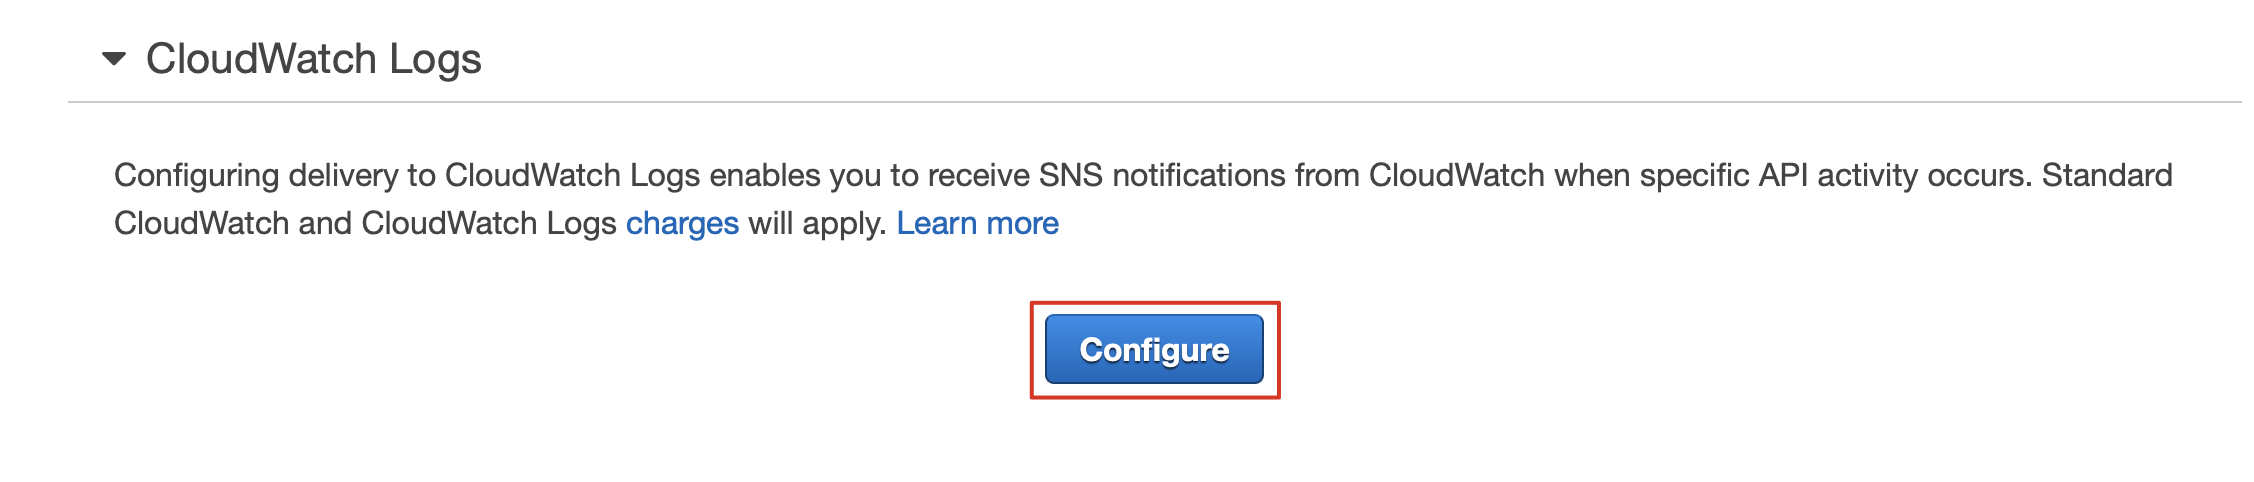 CloudWatch Logs
Configuring delivery to CloudWatch Logs enables you to receive SNS notifications from CloudWatch when specific API activity occurs. Standard
CloudWatch and CloudWatch Logs charges will apply. Learn more
Configure